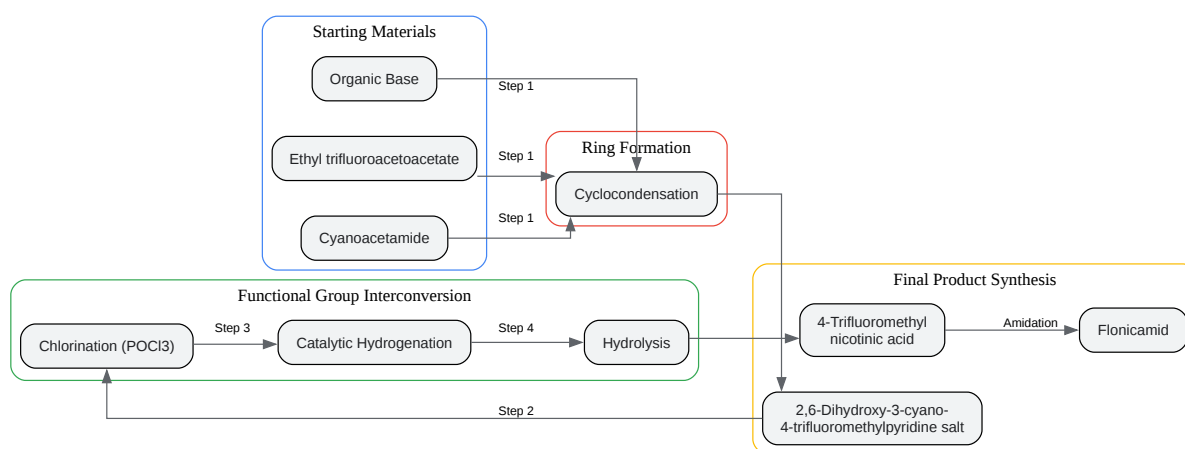 Starting Materials
Organic Base
Step 1
Ethyl trifluoroacetoacetate
Step 1
Cyanoacetamide
Step 1
Ring Formation
Cyclocondensation
Functional Group Interconversion
Chlorination (POCl3)
Step 3
Catalytic Hydrogenation
Step 4
Hydrolysis
Final Product Synthesis
4-Trifluoromethyl
nicotinic acid
Amidation
Flonicamid
Step 2
2,6-Dihydroxy-3-cyano-
4-trifluoromethylpyridine salt